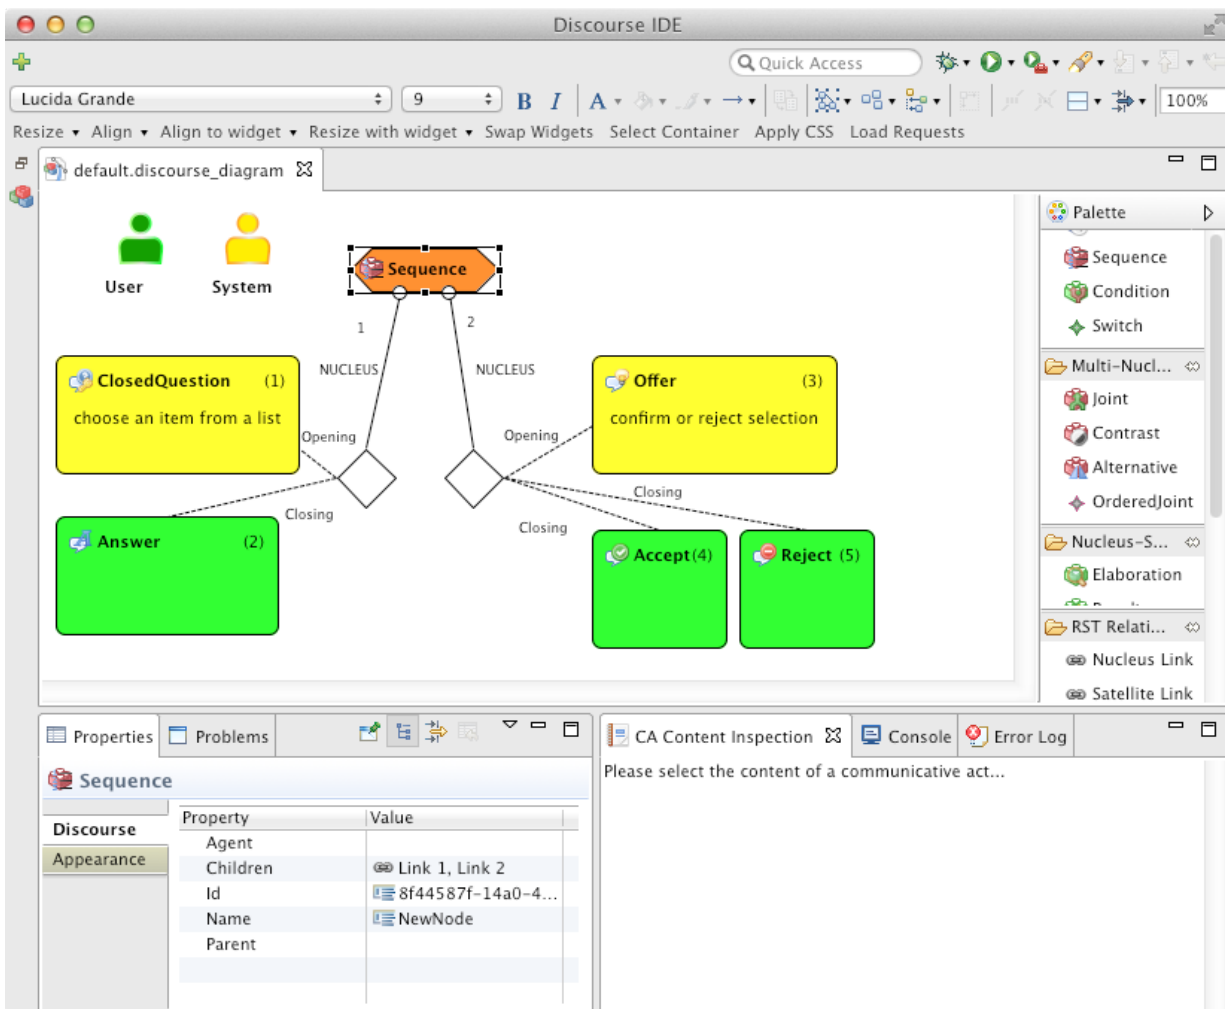 Discourse IDE
Quick Access
Lucida Grande
9
B I A
100%
Resize Align Align to widget Resize with widget Swap Widgets Select Container Apply CSS Load Requests
default.discourse_diagram
Palette
Sequence
Condition
Switch
Multi-Nucl...
Joint
Contrast
Alternative
OrderedJoint
Nucleus-S...
Elaboration
RST Relati...
Nucleus Link
Satellite Link
User
System
Sequence
1
2
NUCLEUS
NUCLEUS
ClosedQuestion (1)
choose an item from a list
Opening
Closing
Answer (2)
Offer (3)
confirm or reject selection
Opening
Closing
Closing
Accept(4)
Reject (5)
Properties
Problems
Sequence
Discourse
Appearance
Property Value
Agent
Children Link 1, Link 2
Id 8f44587f-14a0-4...
Name NewNode
Parent
CA Content Inspection
Console
Error Log
Please select the content of a communicative act...